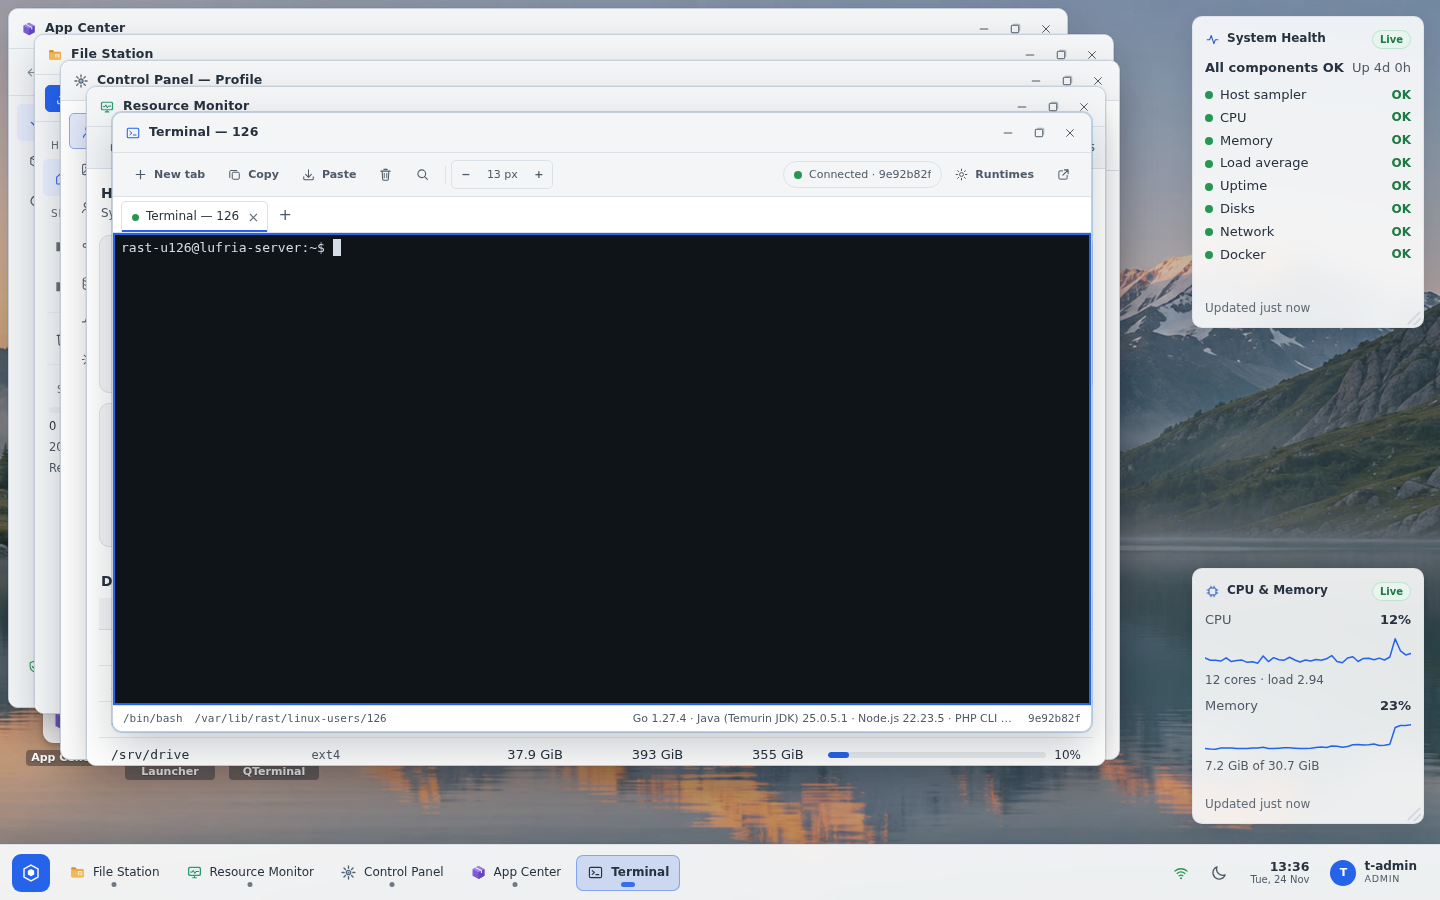 App Center
File Station
Control Panel — Profile
Resource Monitor
Terminal — 126
New tab
Copy
Paste
− 13 px +
Connected · 9e92b82f
Runtimes
Terminal — 126 × +
rast-u126@lufria-server:~$
/bin/bash /var/lib/rast/linux-users/126
Go 1.27.4 · Java (Temurin JDK) 25.0.5.1 · Node.js 22.23.5 · PHP CLI … 9e92b82f
/srv/drive ext4 37.9 GiB 393 GiB 355 GiB 10%
Launcher
QTerminal
System Health Live
All components OK Up 4d 0h
Host sampler OK
CPU OK
Memory OK
Load average OK
Uptime OK
Disks OK
Network OK
Docker OK
Updated just now
CPU & Memory Live
CPU 12%
12 cores · load 2.94
Memory 23%
7.2 GiB of 30.7 GiB
Updated just now
File Station
Resource Monitor
Control Panel
App Center
Terminal
13:36
Tue, 24 Nov
T
t-admin
ADMIN